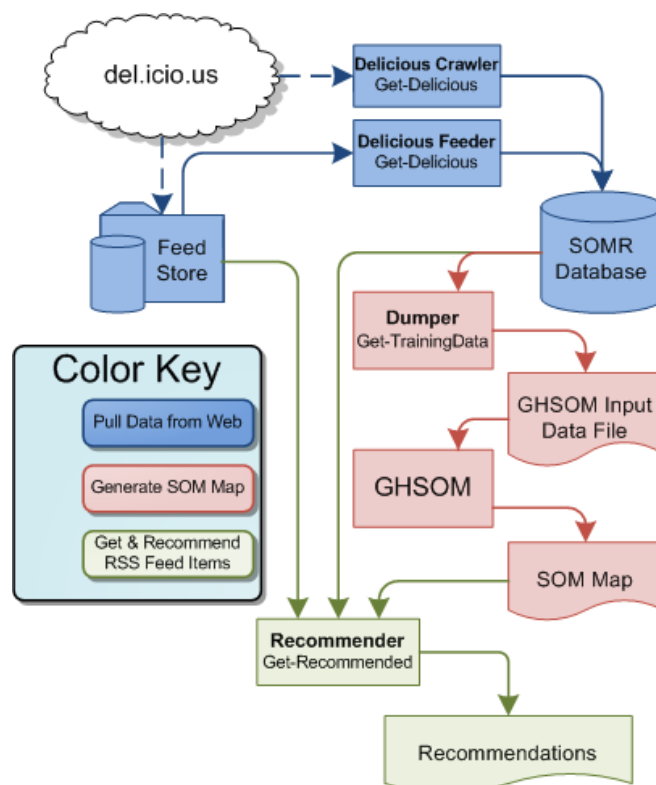 del.icio.us
Delicious Crawler
Get-Delicious
Delicious Feeder
Get-Delicious
Feed
Store
SOMR
Database
Dumper
Get-TrainingData
Color Key
Pull Data from Web
Generate SOM Map
Get & Recommend
RSS Feed Items
GHSOM Input
Data File
GHSOM
SOM Map
Recommender
Get-Recommended
Recommendations